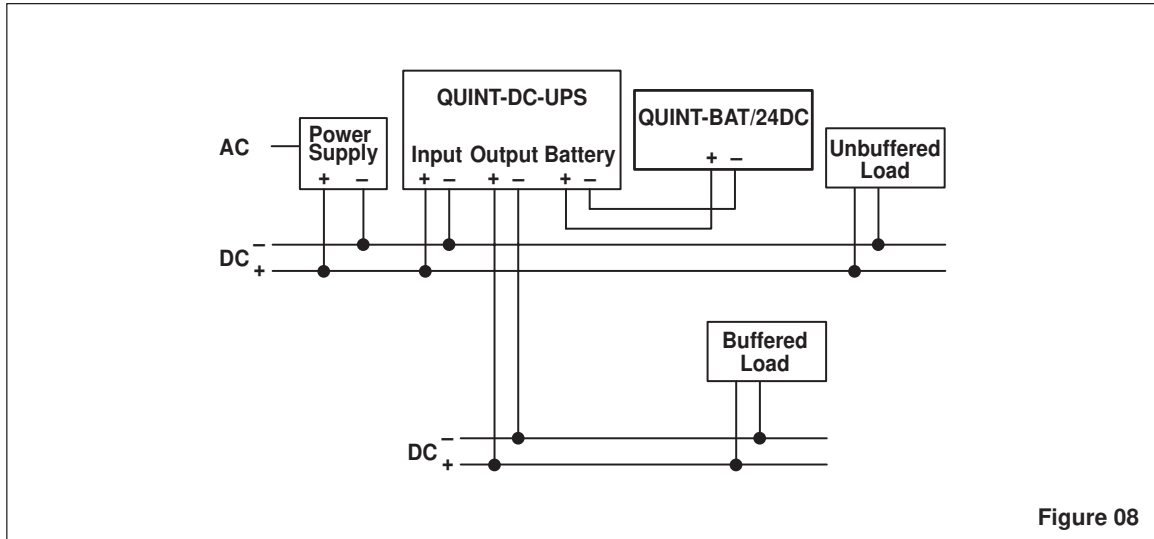 QUINT-DC-UPS
Input Output Battery
+ − + − + −
QUINT-BAT/24DC
+ −
AC
Power
Supply
+ −
Unbuffered
Load
DC
−
+
Buffered
Load
DC
−
+
Figure 08